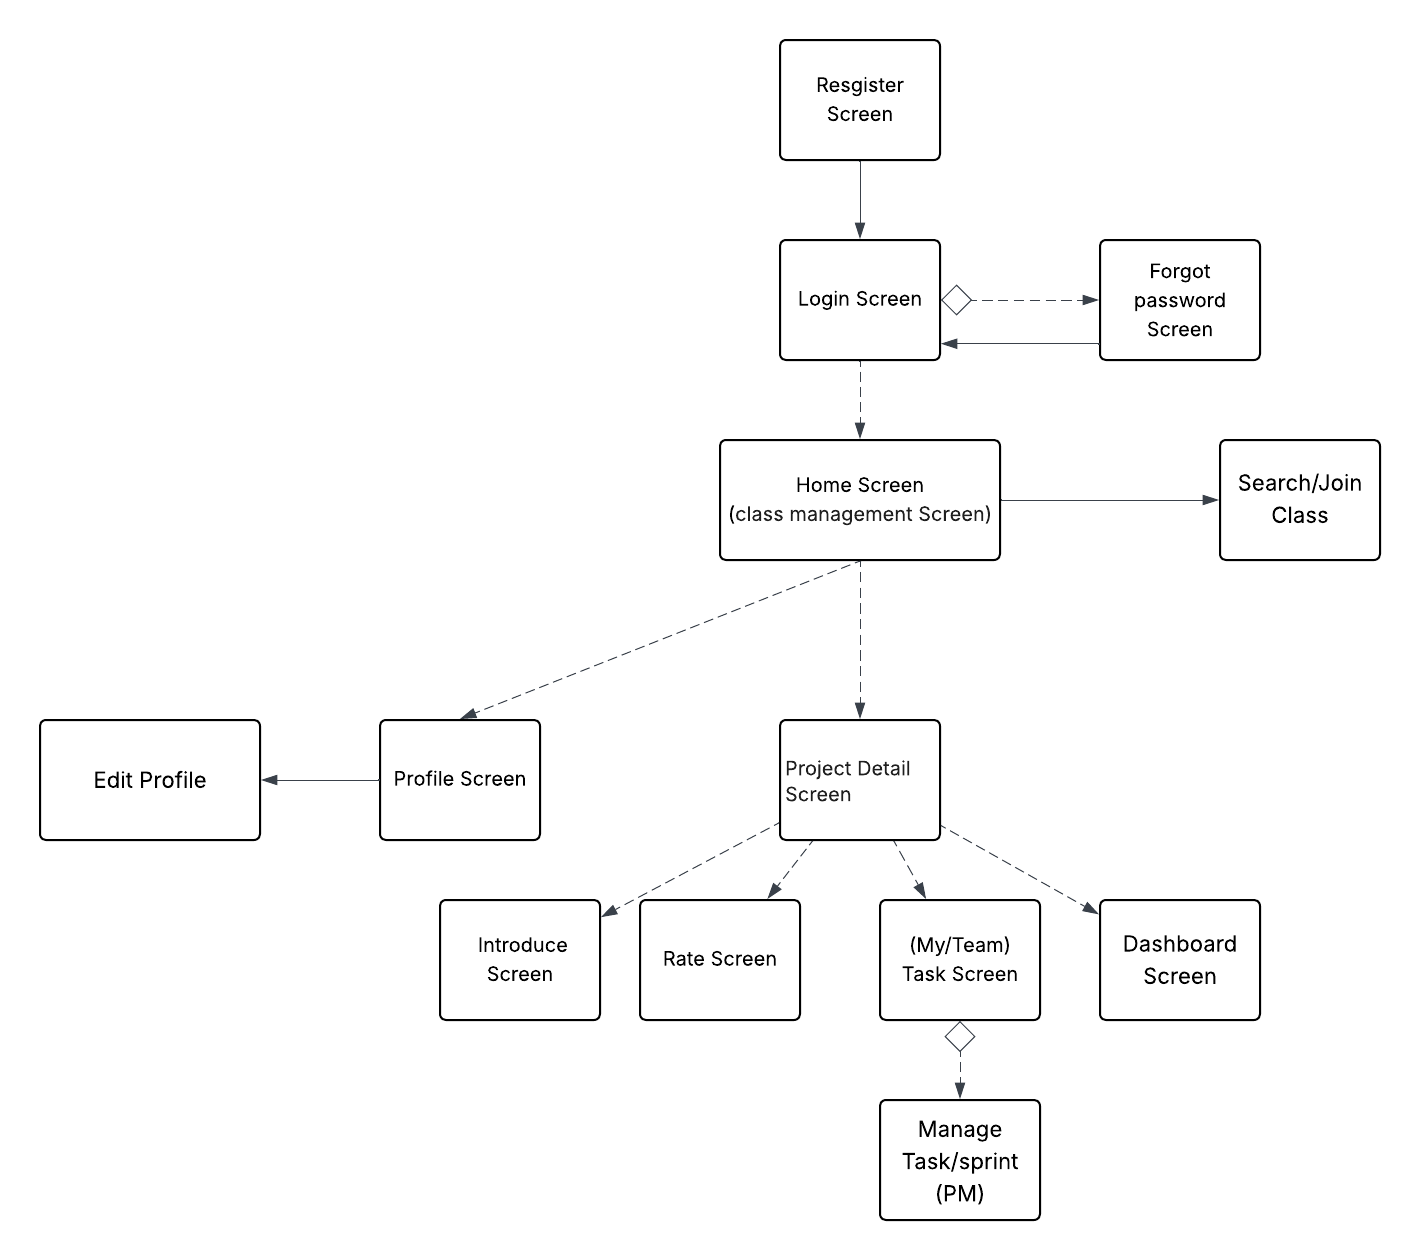 Resgister
Screen
Login Screen
Forgot
password
Screen
Home Screen
(class management Screen)
Search/Join
Class
Edit Profile
Profile Screen
Project Detail
Screen
Introduce
Screen
Rate Screen
(My/Team)
Task Screen
Dashboard
Screen
Manage
Task/sprint
(PM)